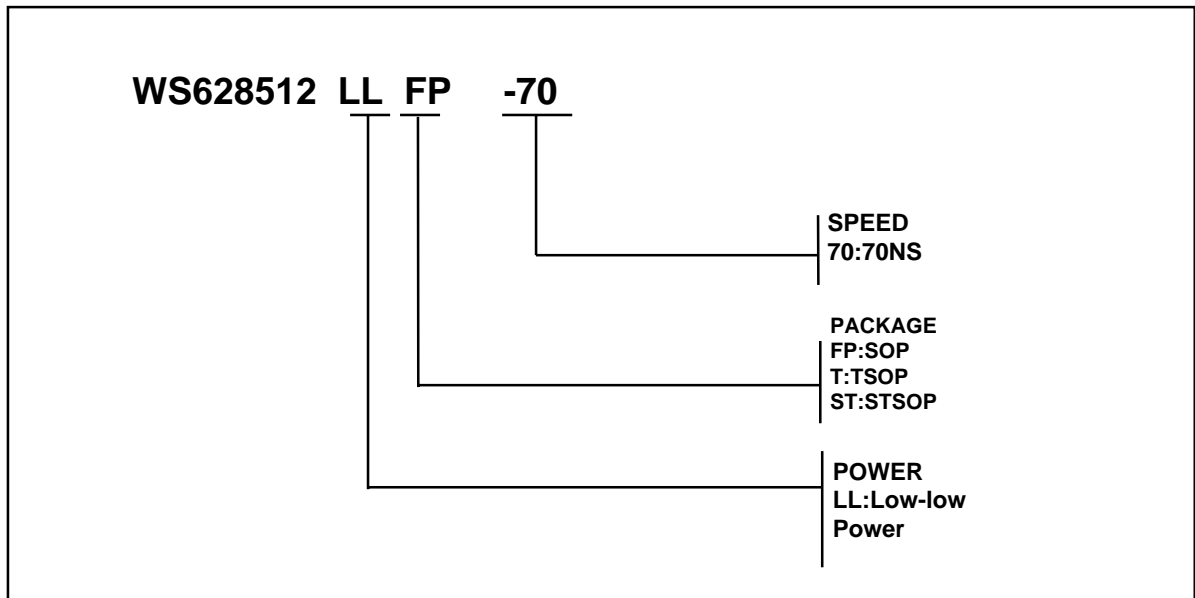 WS628512 LL FP -70
SPEED
70:70NS
PACKAGE
FP:SOP
T:TSOP
ST:STSOP
POWER
LL:Low-low
Power